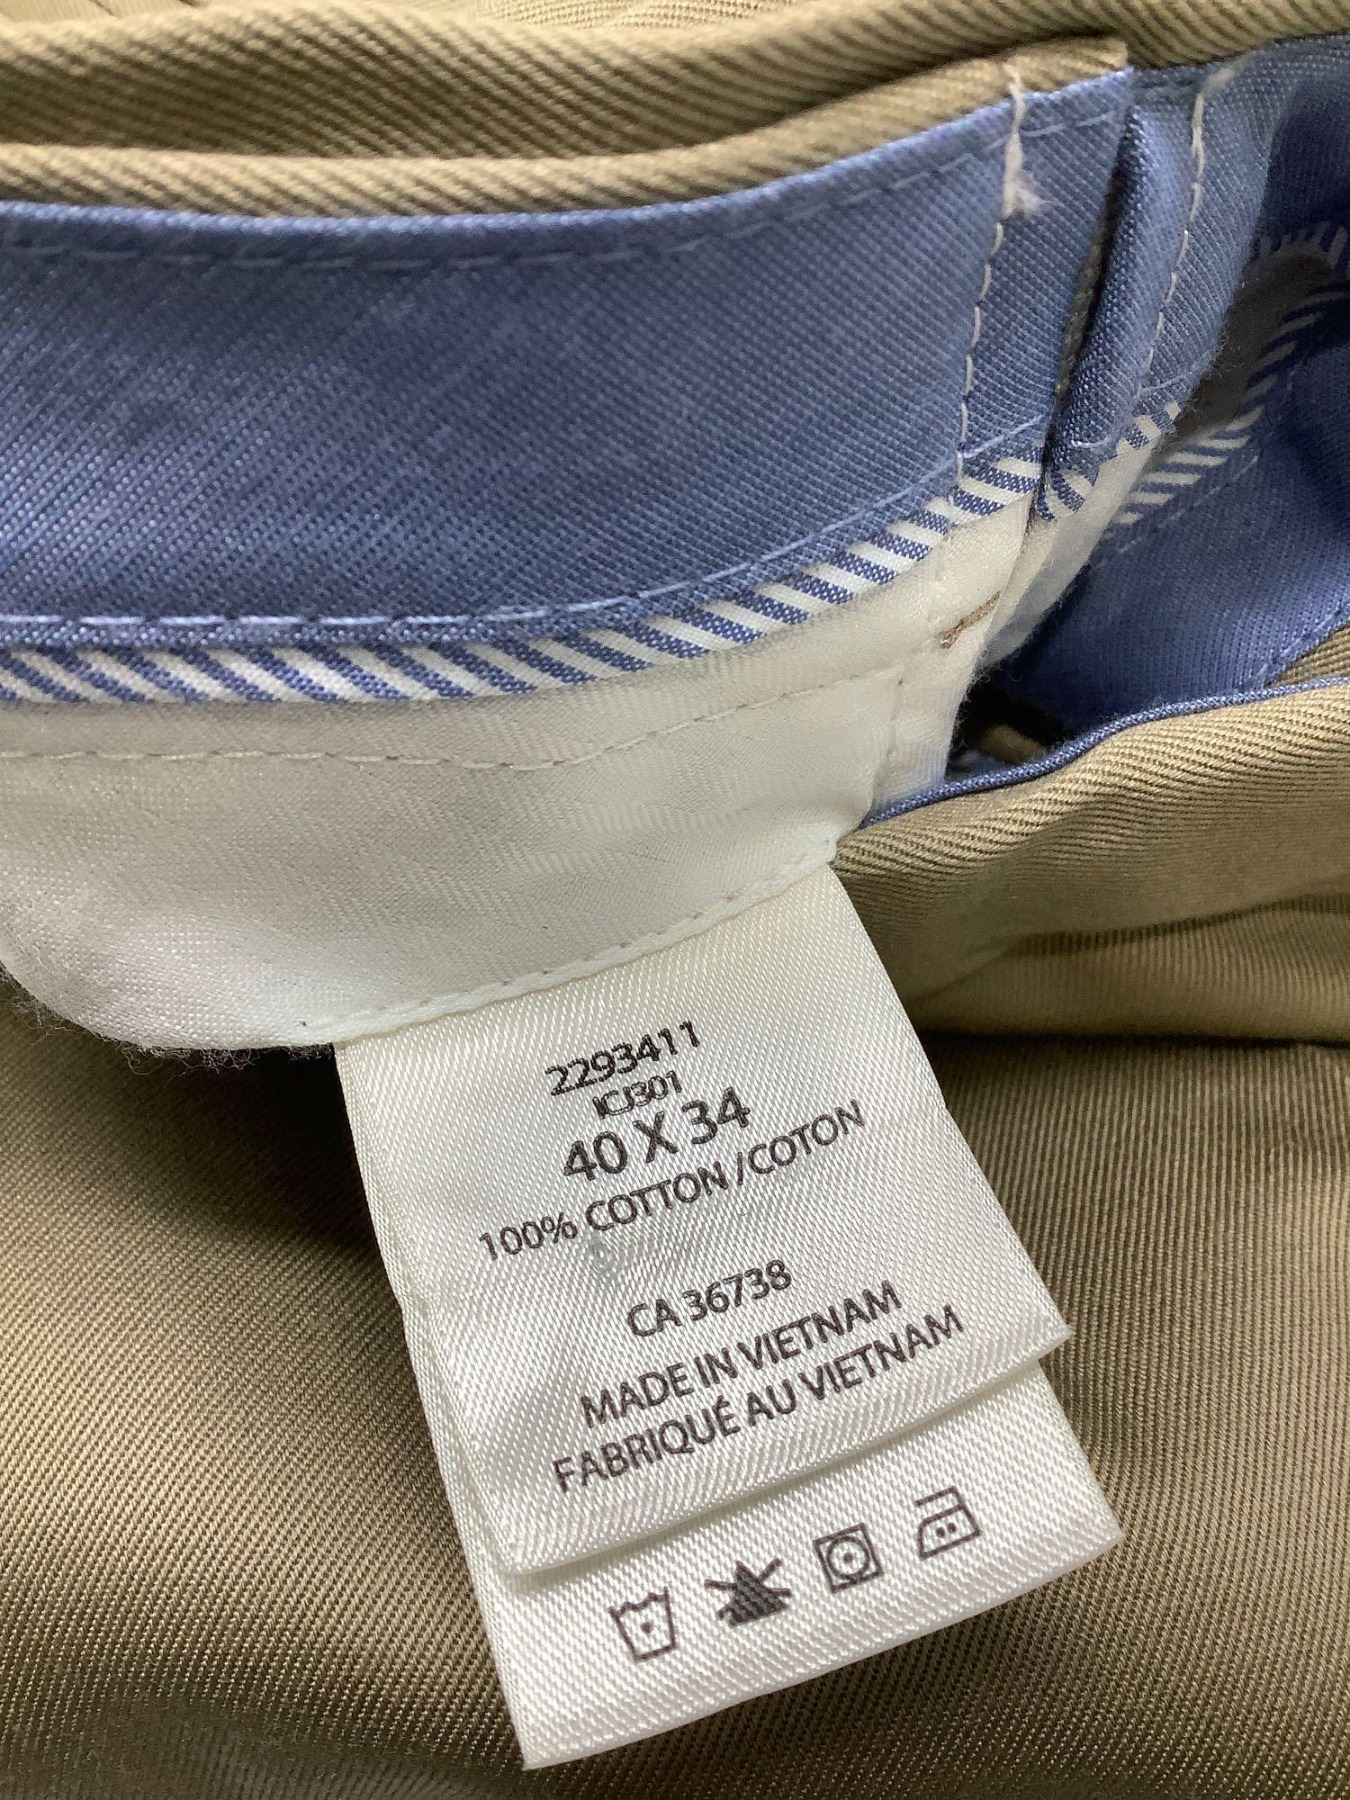 2293411
ICJ301
40 X 34
100% COTTON /COTON
CA 36738
MADE IN VIETNAM
FABRIQUÉ AU VIETNAM